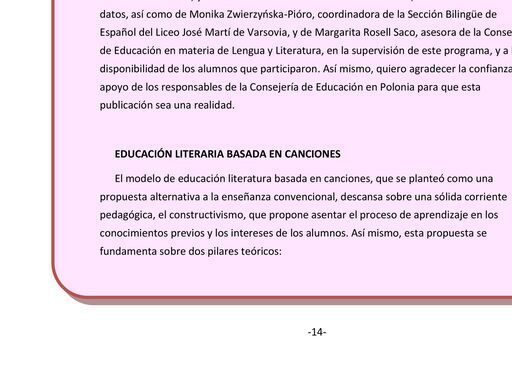 datos, así como de Monika Zwierzyńska-Pióro, coordinadora de la Sección Bilingüe de
Español del Liceo José Martí de Varsovia, y de Margarita Rosell Saco, asesora de la Conse
de Educación en materia de Lengua y Literatura, en la supervisión de este programa, y a
disponibilidad de los alumnos que participaron. Así mismo, quiero agradecer la confianza
apoyo de los responsables de la Consejería de Educación en Polonia para que esta
publicación sea una realidad.
EDUCACIÓN LITERARIA BASADA EN CANCIONES
El modelo de educación literatura basada en canciones, que se planteó como una
propuesta alternativa a la enseñanza convencional, descansa sobre una sólida corriente
pedagógica, el constructivismo, que propone asentar el proceso de aprendizaje en los
conocimientos previos y los intereses de los alumnos. Así mismo, esta propuesta se
fundamenta sobre dos pilares teóricos:
-14-